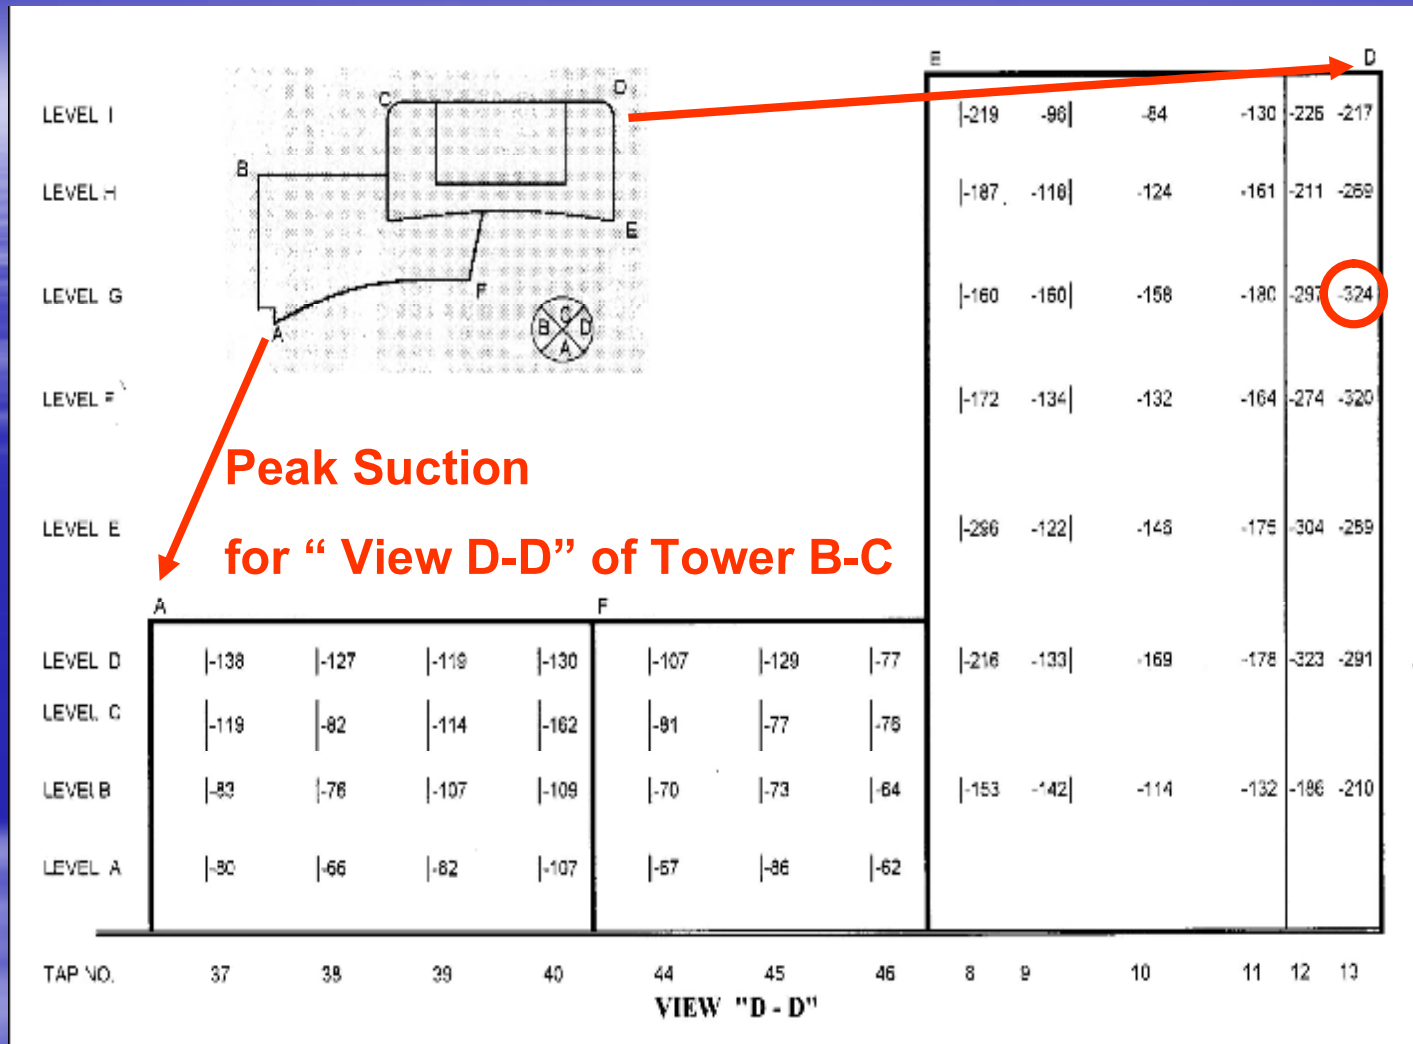 E D
LEVEL I |-219 -96| -84 -130 -226 -217
C D
B
LEVEL H |-187 -118| -124 -161 -211 -269
E
LEVEL G |-160 -150| -158 -180 -297 -324
F
A
B C D A
LEVEL F |-172 -134| -132 -164 -274 -320
Peak Suction
for “ View D-D” of Tower B-C
LEVEL E |-296 -122| -146 -175 -304 -289
A F
LEVEL D |-138 |-127 |-119 |-130 |-107 |-129 |-77 |-216 -133| -169 -178 -323 -291
LEVEL C |-119 |-82 |-114 |-162 |-91 |-77 |-76
LEVEL B |-83 |-76 |-107 |-109 |-70 |-73 |-64 |-153 -142| -114 -132 -186 -210
LEVEL A |-80 |-66 |-82 |-107 |-67 |-86 |-62
TAP NO. 37 38 39 40 44 45 46 8 9 10 11 12 13
VIEW "D - D"